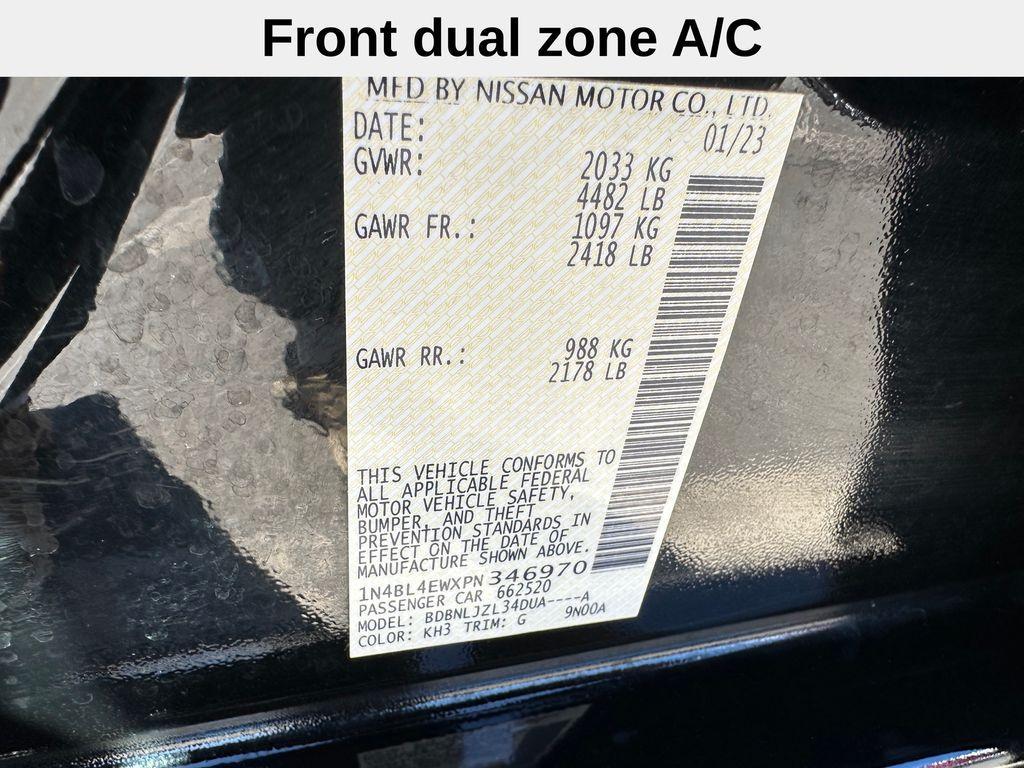 Front dual zone A/C
MFD BY NISSAN MOTOR CO., LTD.
DATE: 01/23
GVWR: 2033 KG
4482 LB
GAWR FR.: 1097 KG
2418 LB
GAWR RR.: 988 KG
2178 LB
THIS VEHICLE CONFORMS TO
ALL APPLICABLE FEDERAL
MOTOR VEHICLE SAFETY,
BUMPER, AND THEFT
PREVENTION STANDARDS IN
EFFECT ON THE DATE OF
MANUFACTURE SHOWN ABOVE.
1N4BL4EWXPN346970
PASSENGER CAR 662520
MODEL: BDBNLJZL34DUA----A
COLOR: KH3 TRIM: G 9N00A